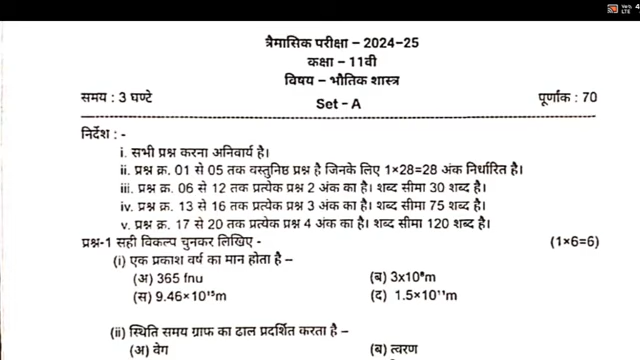 त्रैमासिक परीक्षा – 2024–25
कक्षा – 11वी
विषय – भौतिक शास्त्र
समय : 3 घण्टे Set - A पूर्णांक : 70
निर्देश : -
i. सभी प्रश्न करना अनिवार्य है।
ii. प्रश्न क्र. 01 से 05 तक वस्तुनिष्ठ प्रश्न है जिनके लिए 1×28=28 अंक निर्धारित है।
iii. प्रश्न क्र. 06 से 12 तक प्रत्येक प्रश्न 2 अंक का है। शब्द सीमा 30 शब्द है।
iv. प्रश्न क्र. 13 से 16 तक प्रत्येक प्रश्न 3 अंक का है। शब्द सीमा 75 शब्द है।
v. प्रश्न क्र. 17 से 20 तक प्रत्येक प्रश्न 4 अंक का है। शब्द सीमा 120 शब्द है।
प्रश्न-1 सही विकल्प चुनकर लिखिए - (1×6=6)
(i) एक प्रकाश वर्ष का मान होता है –
(अ) 365 fnu (ब) 3x10⁸m
(स) 9.46×10¹⁵m (द) 1.5×10¹¹m
(ii) स्थिति समय ग्राफ का ढाल प्रदर्शित करता है –
(अ) वेग (ब) त्वरण